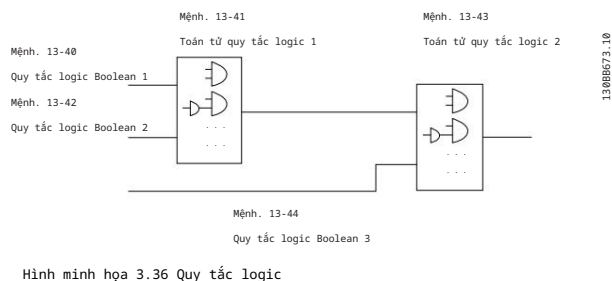 Mệnh. 13-41
Toán tử quy tắc logic 1
Mệnh. 13-43
Toán tử quy tắc logic 2
Mệnh. 13-40
Quy tắc logic Boolean 1
Mệnh. 13-42
Quy tắc logic Boolean 2
. . .
. . .
. . .
. . .
Mệnh. 13-44
Quy tắc logic Boolean 3
130BB673.10
Hình minh họa 3.36 Quy tắc logic